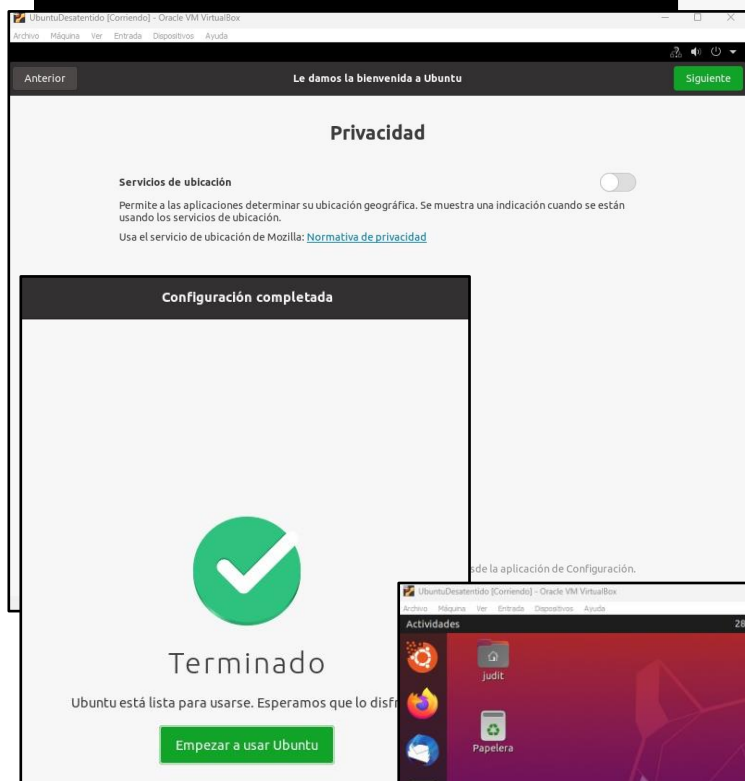 UbuntuDesatentido [Corriendo] - Oracle VM VirtualBox
Archivo Máquina Ver Entrada Dispositivos Ayuda
Anterior
Le damos la bienvenida a Ubuntu
Siguiente
Privacidad
Servicios de ubicación
Permite a las aplicaciones determinar su ubicación geográfica. Se muestra una indicación cuando se están
usando los servicios de ubicación.
Usa el servicio de ubicación de Mozilla: Normativa de privacidad
Configuración completada
la aplicación de Configuración.
Terminado
Ubuntu está lista para usarse. Esperamos que lo
Empezar a usar Ubuntu
UbuntuDesatentido [Corriendo] - Oracle VM VirtualBox
Archivo Máquina Ver Entrada Dispositivos Ayuda
Actividades
28
judit
Papelera